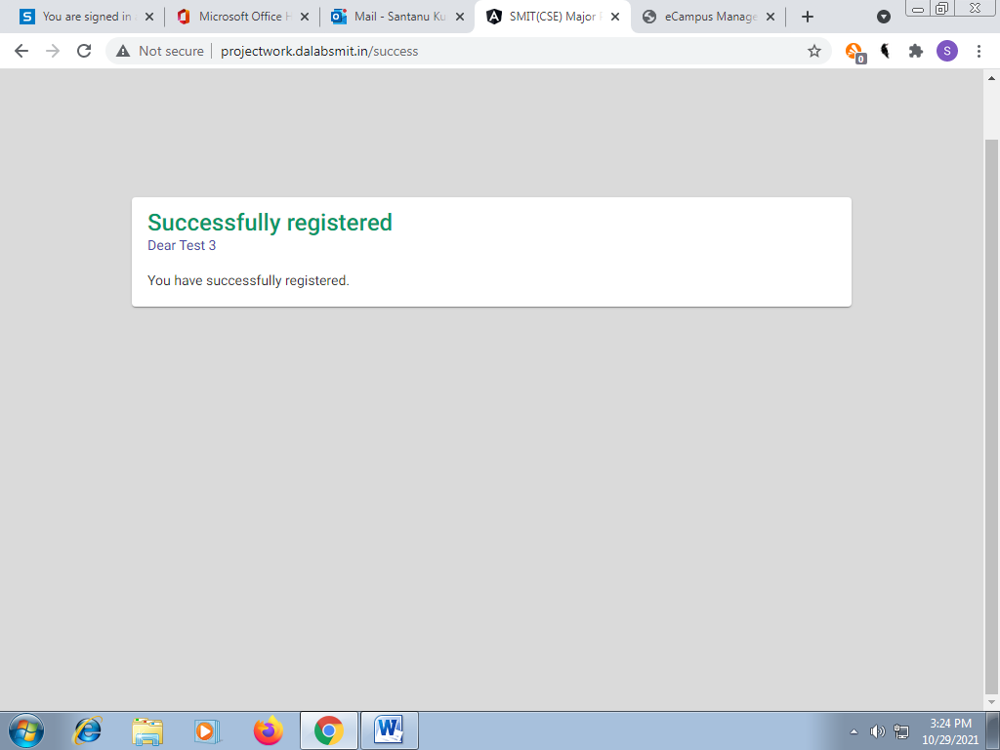 You are signed in
Microsoft Office
Mail - Santanu Ku
SMIT(CSE) Major
eCampus Manage
Not secure
projectwork.dalabsmit.in/success
0
S
Successfully registered
Dear Test 3
You have successfully registered.
3:24 PM
10/29/2021